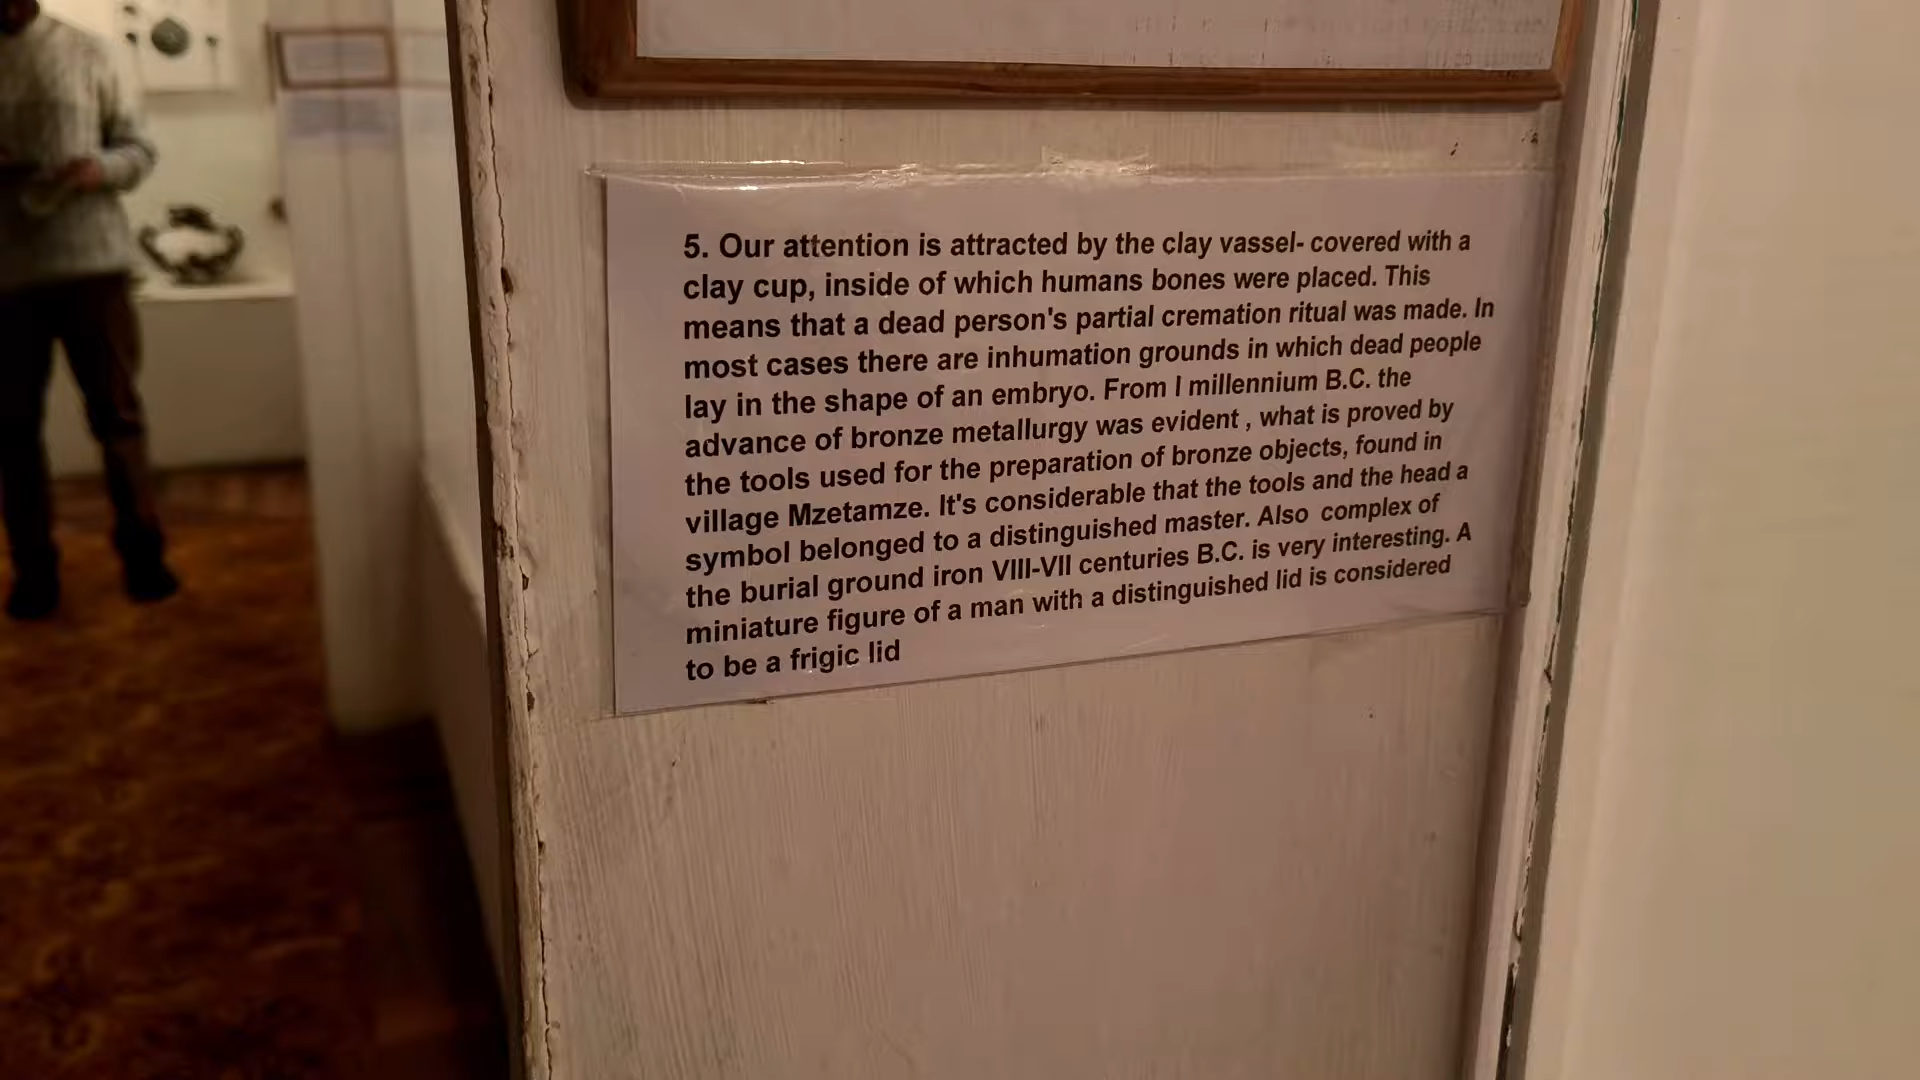 5. Our attention is attracted by the clay vassel- covered with a
clay cup, inside of which humans bones were placed. This
means that a dead person's partial cremation ritual was made. In
most cases there are inhumation grounds in which dead people
lay in the shape of an embryo. From I millennium B.C. the
advance of bronze metallurgy was evident , what is proved by
the tools used for the preparation of bronze objects, found in
village Mzetamze. It's considerable that the tools and the head a
symbol belonged to a distinguished master. Also  complex of
the burial ground iron VIII-VII centuries B.C. is very interesting. A
miniature figure of a man with a distinguished lid is considered
to be a frigic lid